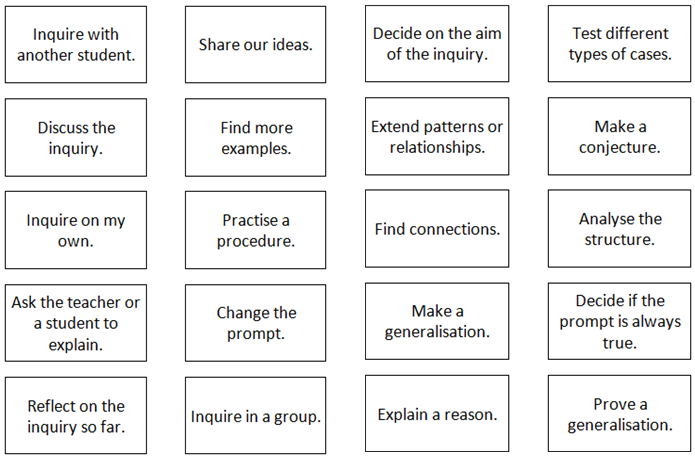 Inquire with
another student.
Share our ideas.
Decide on the aim
of the inquiry.
Test different
types of cases.
Discuss the
inquiry.
Find more
examples.
Extend patterns or
relationships.
Make a
conjecture.
Inquire on my
own.
Practise a
procedure.
Find connections.
Analyse the
structure.
Ask the teacher or
a student to
explain.
Change the
prompt.
Make a
generalisation.
Decide if the
prompt is always
true.
Reflect on the
inquiry so far.
Inquire in a group.
Explain a reason.
Prove a
generalisation.